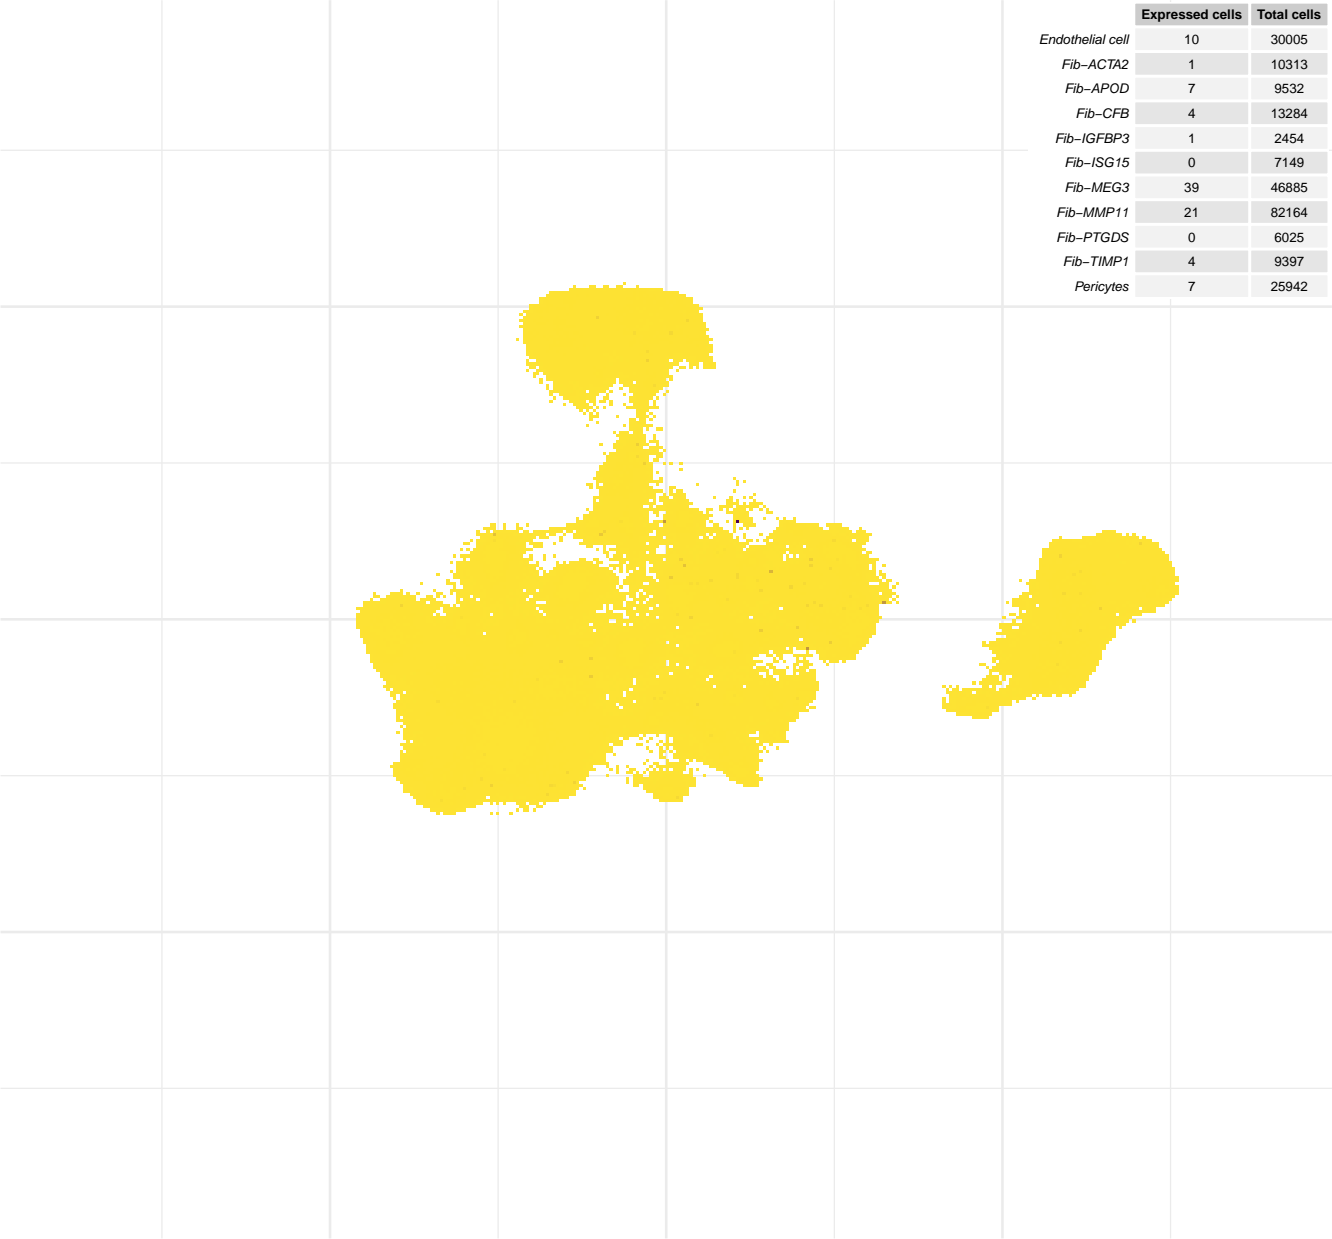 Expressed cells Total cells
Endothelial cell 10 30005
Fib−ACTA2 1 10313
Fib−APOD 7 9532
Fib−CFB 4 13284
Fib−IGFBP3 1 2454
Fib−ISG15 0 7149
Fib−MEG3 39 46885
Fib−MMP11 21 82164
Fib−PTGDS 0 6025
Fib−TIMP1 4 9397
Pericytes 7 25942